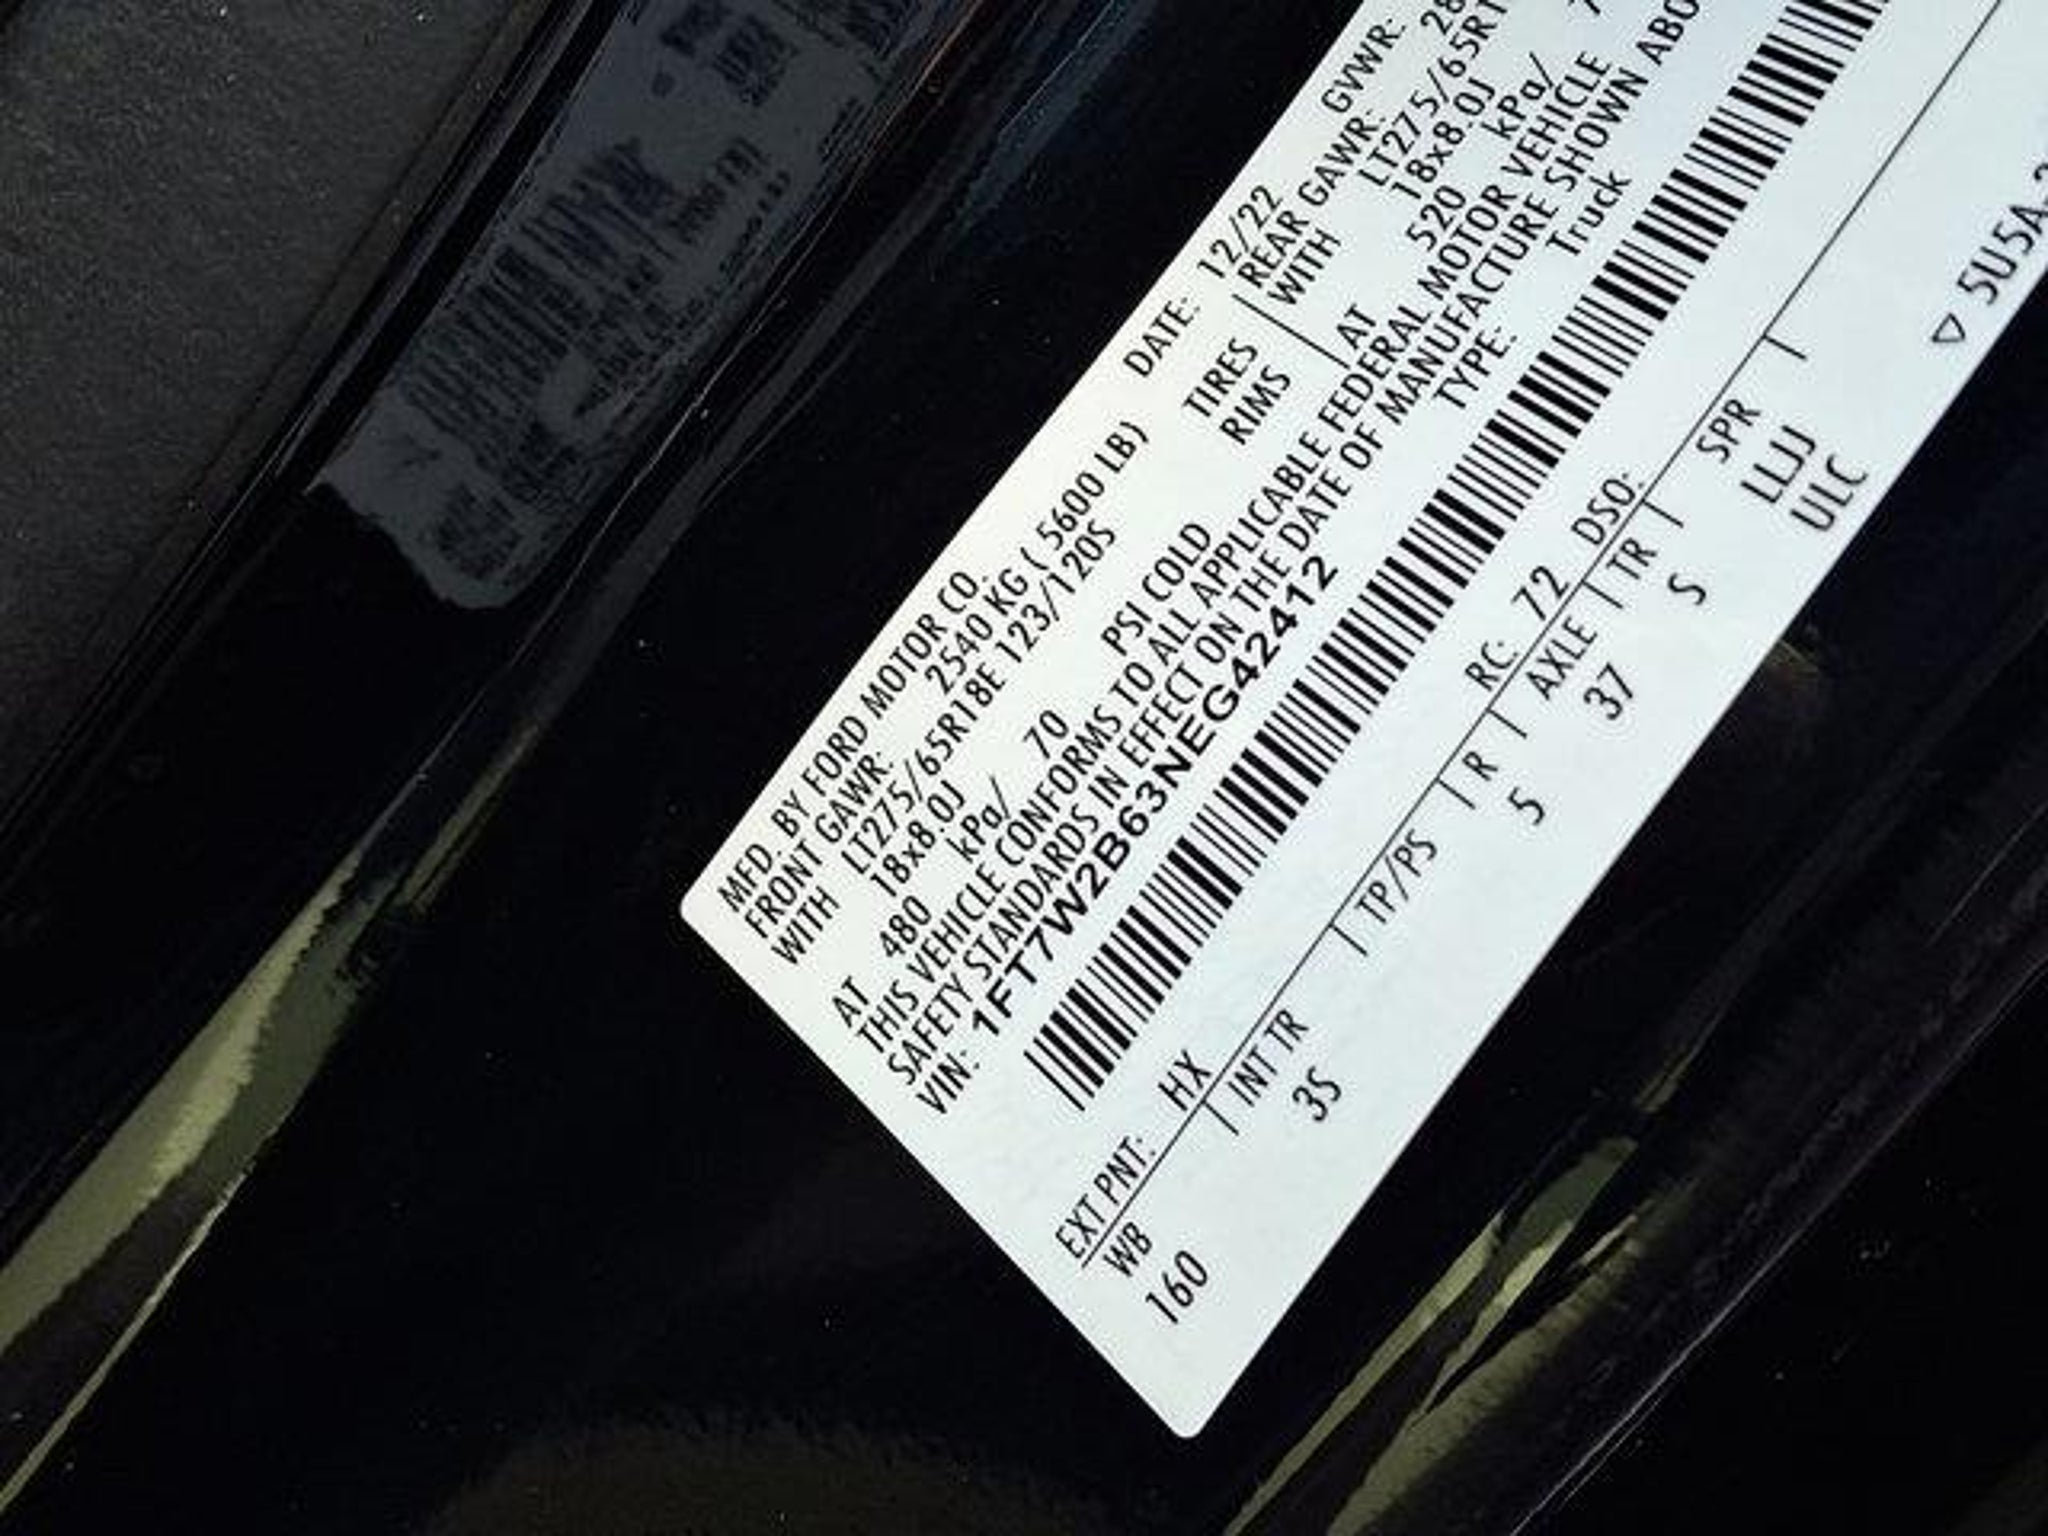 MFD. BY FORD MOTOR CO.
DATE: 12/22
GVWR: 28
FRONT GAWR: 2540 KG ( 5600 LB)
REAR GAWR:
WITH LT275/65R18E 123/120S TIRES
WITH LT275/65R1
18x8.0J RIMS
18x8.0J
AT 480 kPa/ 70 PSI COLD
AT 520 kPa/ 7
THIS VEHICLE CONFORMS TO ALL APPLICABLE FEDERAL MOTOR VEHICLE
SAFETY STANDARDS IN EFFECT ON THE DATE OF MANUFACTURE SHOWN ABO
VIN: 1FT7W2B63NEG42412
TYPE: Truck
EXT PNT: HX RC: 72 DSO:
WB | INT TR | TP/PS | R | AXLE | TR | SPR |
160 3S 5 37 S LLJJ
ULC
▽ 5U5A-